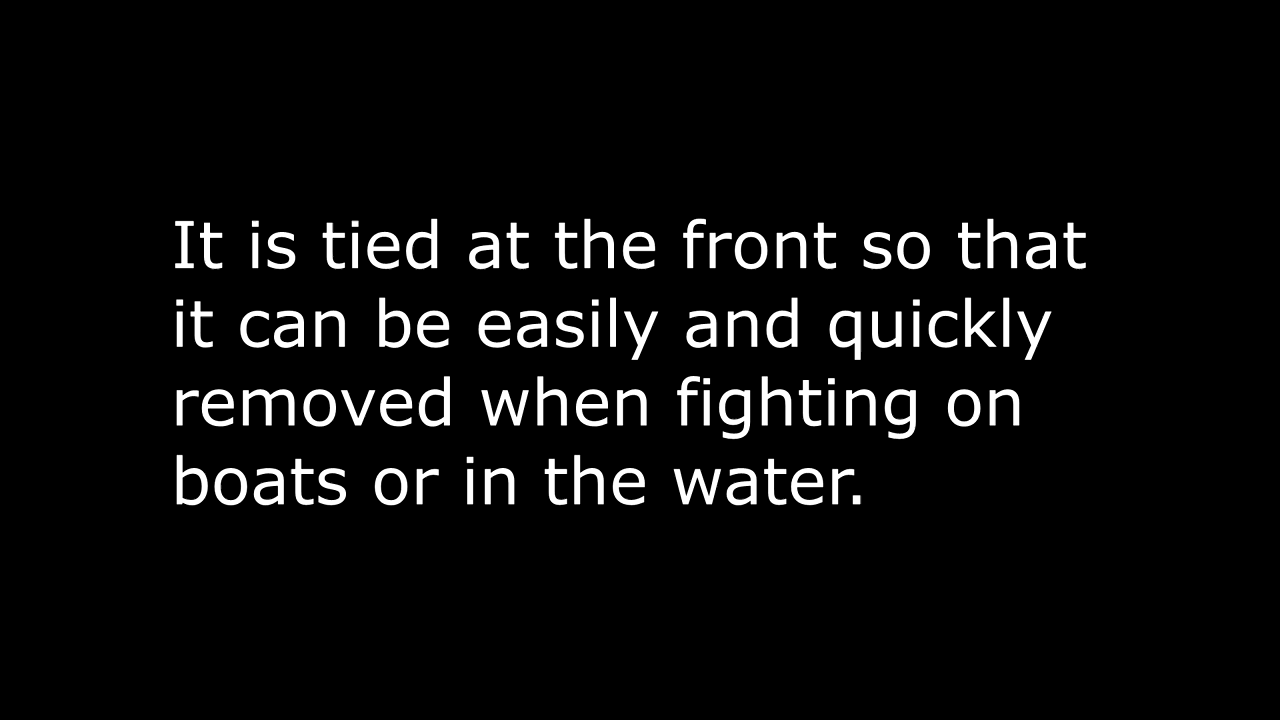 It is tied at the front so that
it can be easily and quickly
removed when fighting on
boats or in the water.